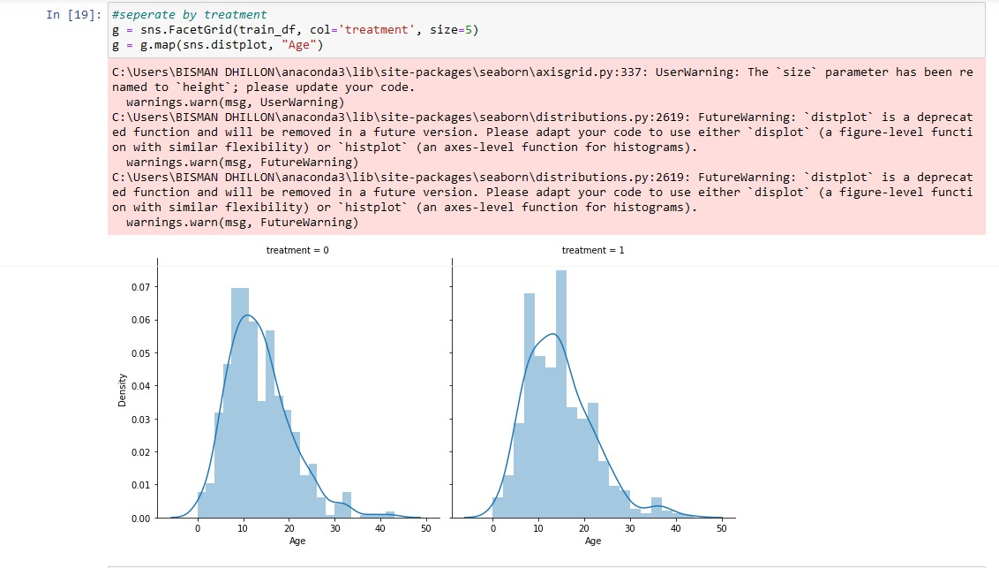 In [19]:
#seperate by treatment
g = sns.FacetGrid(train_df, col='treatment', size=5)
g = g.map(sns.distplot, "Age")
C:\Users\BISMAN DHILLON\anaconda3\lib\site-packages\seaborn\axisgrid.py:337: UserWarning: The `size` parameter has been re
named to `height`; please update your code.
warnings.warn(msg, UserWarning)
C:\Users\BISMAN DHILLON\anaconda3\lib\site-packages\seaborn\distributions.py:2619: FutureWarning: `distplot` is a deprecat
ed function and will be removed in a future version. Please adapt your code to use either `displot` (a figure-level functi
on with similar flexibility) or `histplot` (an axes-level function for histograms).
warnings.warn(msg, FutureWarning)
C:\Users\BISMAN DHILLON\anaconda3\lib\site-packages\seaborn\distributions.py:2619: FutureWarning: `distplot` is a deprecat
ed function and will be removed in a future version. Please adapt your code to use either `displot` (a figure-level functi
on with similar flexibility) or `histplot` (an axes-level function for histograms).
warnings.warn(msg, FutureWarning)
treatment = 0
treatment = 1
0.07
0.06
0.05
0.04
0.03
0.02
0.01
0.00
Density
0 10 20 30 40 50
Age
0 10 20 30 40 50
Age